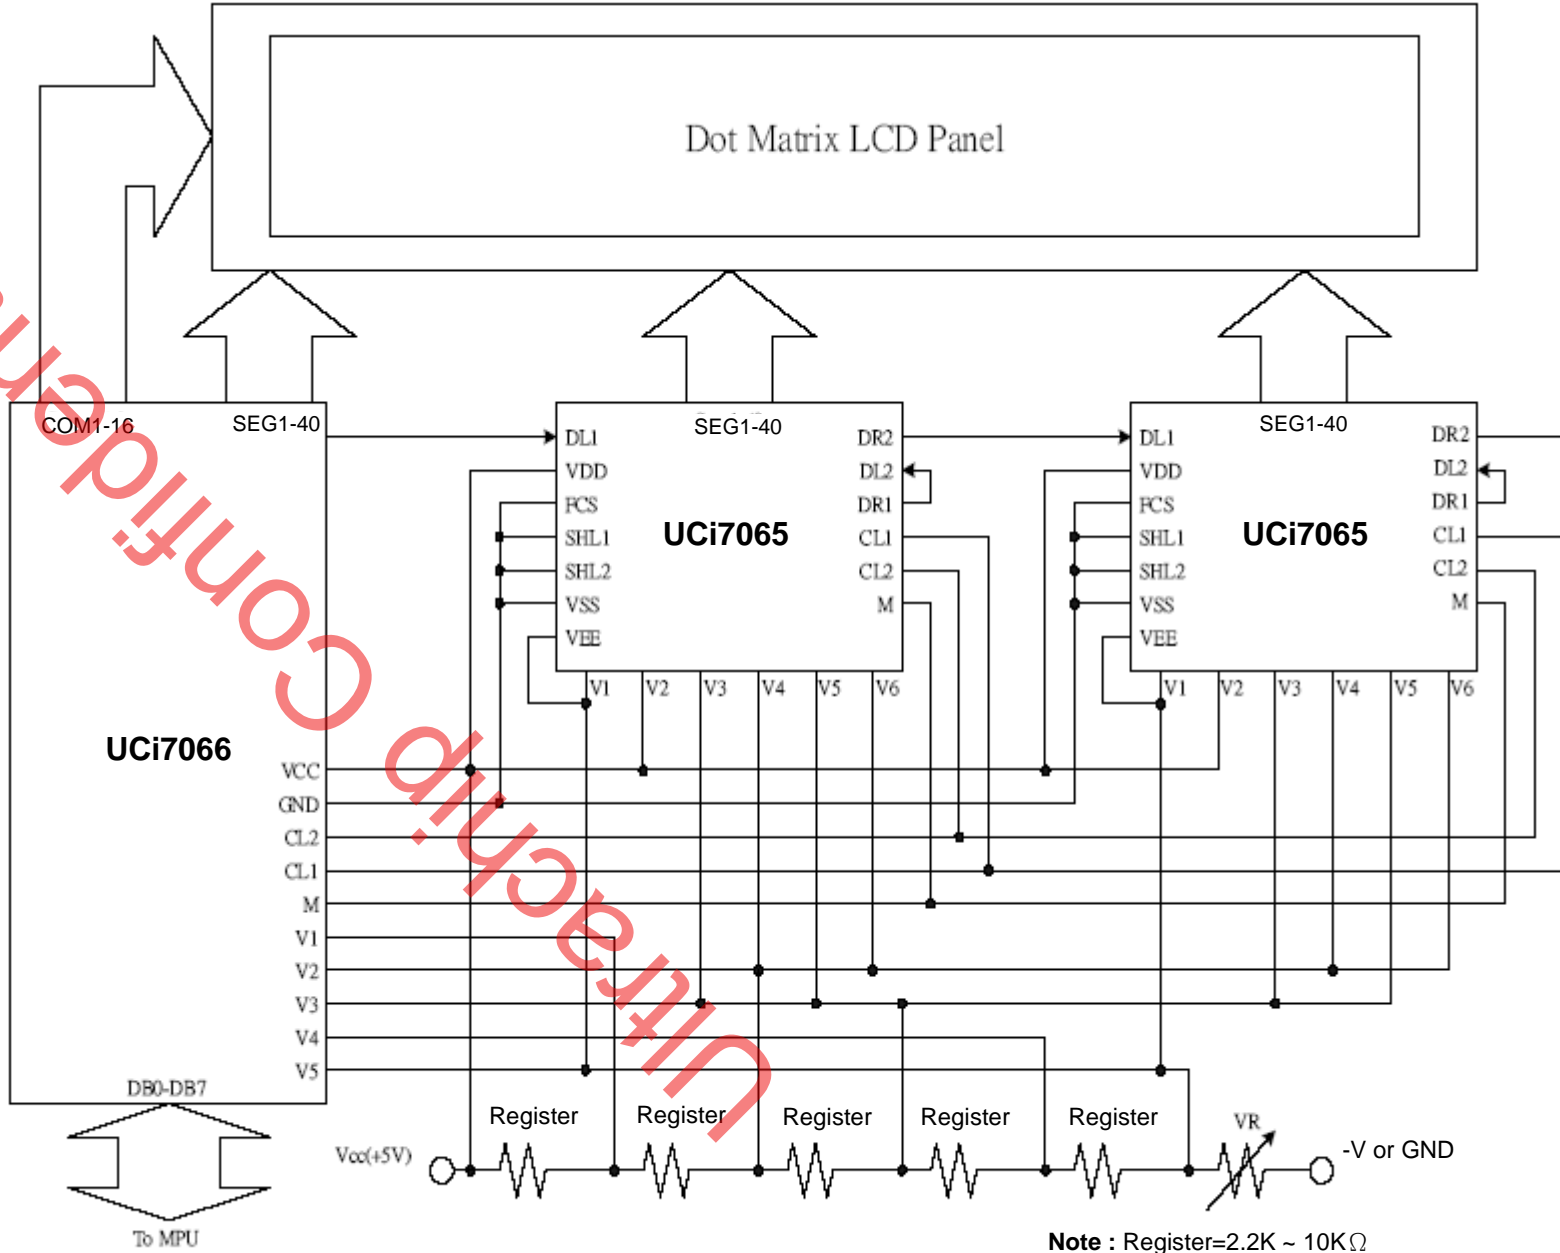 Dot Matrix LCD Panel
COM1-16
SEG1-40
SEG1-40
SEG1-40
DL1
VDD
FCS
SHL1
SHL2
VSS
VEE
UCi7065
DR2
DL2
DR1
CL1
CL2
M
V1
V2
V3
V4
V5
V6
DL1
VDD
FCS
SHL1
SHL2
VSS
VEE
UCi7065
DR2
DL2
DR1
CL1
CL2
M
V1
V2
V3
V4
V5
V6
UCi7066
VCC
GND
CL2
CL1
M
V1
V2
V3
V4
V5
DB0-DB7
To MPU
Vcc(+5V)
Register
Register
Register
Register
Register
VR
-V or GND
Note : Register=2.2K ~ 10KΩ
Ultrachip Confiden